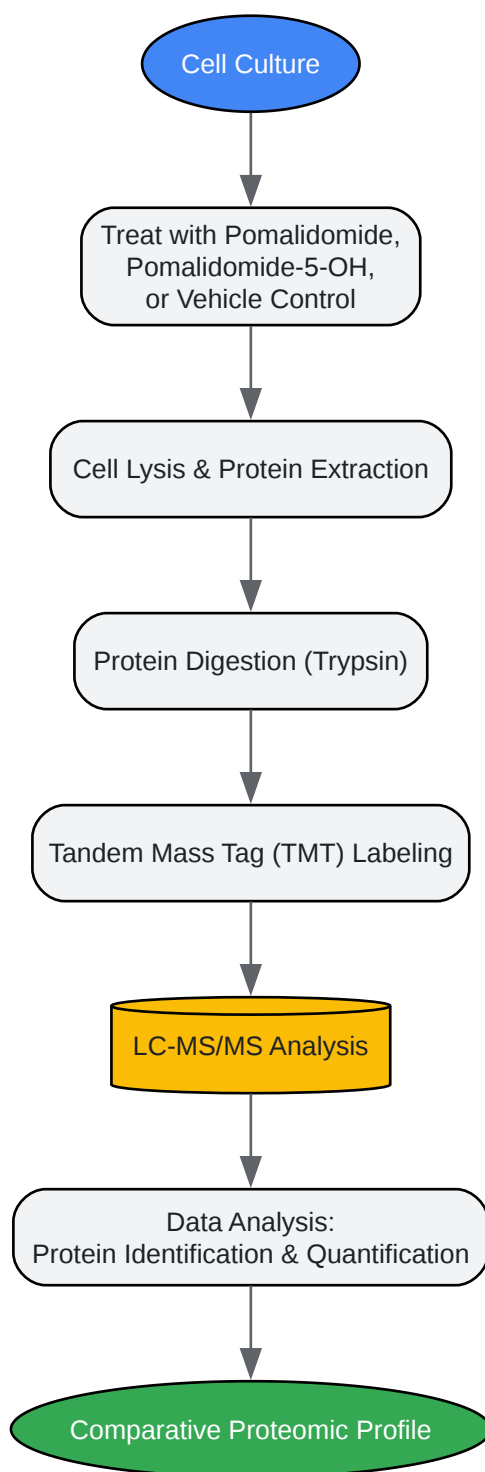 Cell Culture
Treat with Pomalidomide,
Pomalidomide-5-OH,
or Vehicle Control
Cell Lysis & Protein Extraction
Protein Digestion (Trypsin)
Tandem Mass Tag (TMT) Labeling
LC-MS/MS Analysis
Data Analysis:
Protein Identification & Quantification
Comparative Proteomic Profile